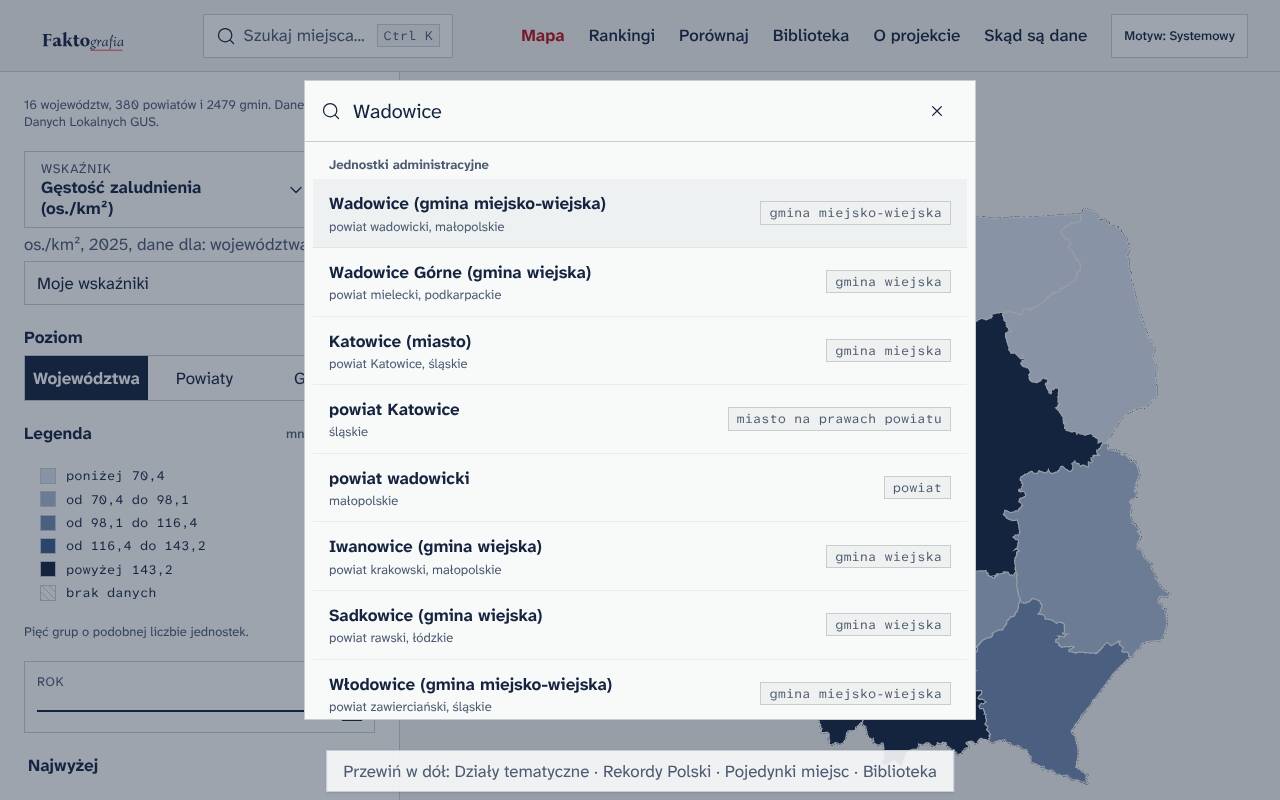 Faktografia
Szukaj miejsca...
Ctrl K
Mapa
Rankingi
Porównaj
Biblioteka
O projekcie
Skąd są dane
Motyw: Systemowy
16 województw, 380 powiatów i 2479 gmin. Dane
Danych Lokalnych GUS.
WSKAŹNIK
Gęstość zaludnienia
(os./km²)
os./km², 2025, dane dla: województwa
Moje wskaźniki
Poziom
Województwa
Powiaty
G
Legenda
mn
poniżej 70,4
od 70,4 do 98,1
od 98,1 do 116,4
od 116,4 do 143,2
powyżej 143,2
brak danych
Pięć grup o podobnej liczbie jednostek.
ROK
Najwyżej
Wadowice
Jednostki administracyjne
Wadowice (gmina miejsko-wiejska)
powiat wadowicki, małopolskie
gmina miejsko-wiejska
Wadowice Górne (gmina wiejska)
powiat mielecki, podkarpackie
gmina wiejska
Katowice (miasto)
powiat Katowice, śląskie
gmina miejska
powiat Katowice
śląskie
miasto na prawach powiatu
powiat wadowicki
małopolskie
powiat
Iwanowice (gmina wiejska)
powiat krakowski, małopolskie
gmina wiejska
Sadkowice (gmina wiejska)
powiat rawski, łódzkie
gmina wiejska
Włodowice (gmina miejsko-wiejska)
powiat zawierciański, śląskie
gmina miejsko-wiejska
Przewiń w dół: Działy tematyczne · Rekordy Polski · Pojedynki miejsc · Biblioteka